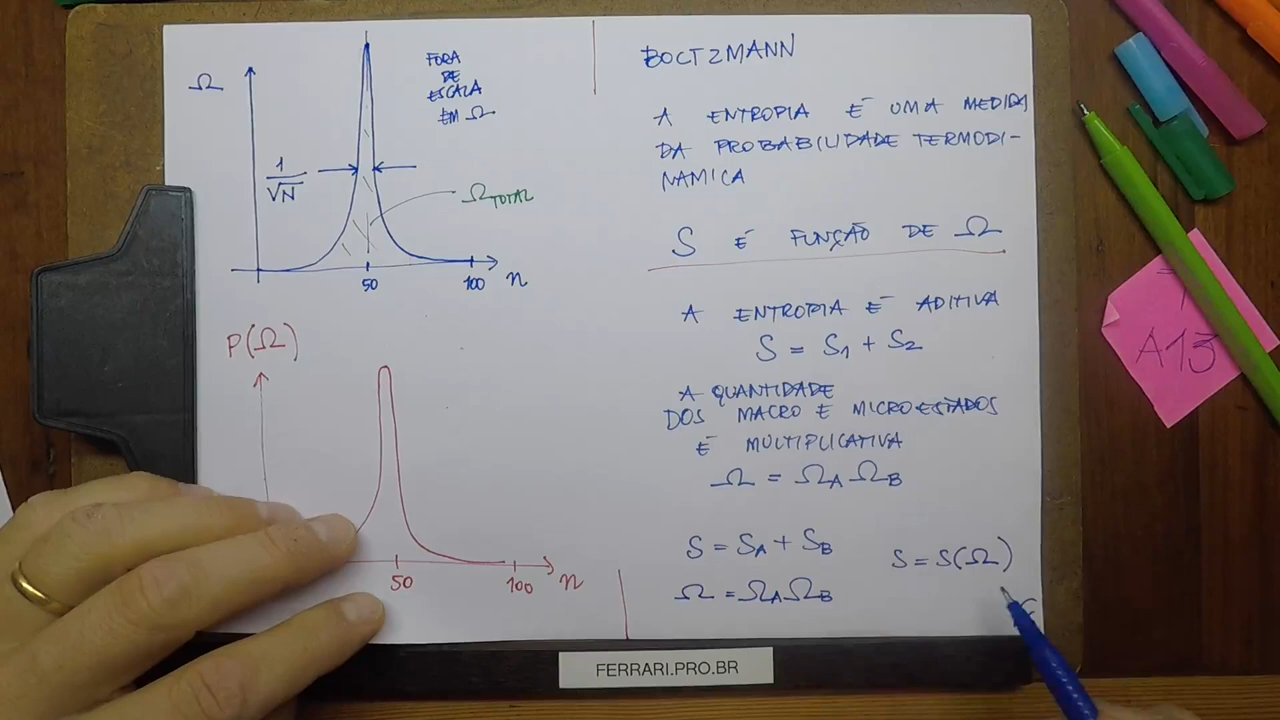 Ω
FORA
DE
ESCALA
EM Ω
1
√N
Ω TOTAL
50
100
n
P(Ω)
50
100
n
BOLTZMANN
A ENTROPIA É UMA MEDIDA
DA PROBABILIDADE TERMODI-
NAMICA
S É FUNÇÃO DE Ω
A ENTROPIA É ADITIVA
S = S1 + S2
A QUANTIDADE
DOS MACRO E MICROESTADOS
É MULTIPLICATIVA
Ω = ΩA ΩB
S = SA + SB
S = S(Ω)
Ω = ΩA ΩB
A13
FERRARI.PRO.BR